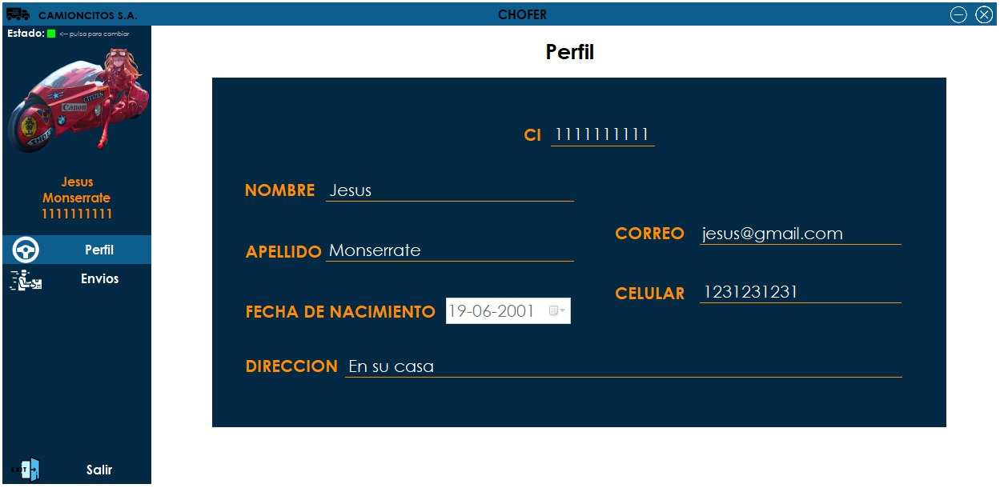 CAMIONCITOS S.A.
CHOFER
Estado: <-- pulsa para cambiar
CITIZEN
Canon
Jesus
Monserrate
1111111111
Perfil
Envios
EXIT
Salir
Perfil
CI 1111111111
NOMBRE Jesus
APELLIDO Monserrate
FECHA DE NACIMIENTO 19-06-2001
CORREO jesus@gmail.com
CELULAR 1231231231
DIRECCION En su casa